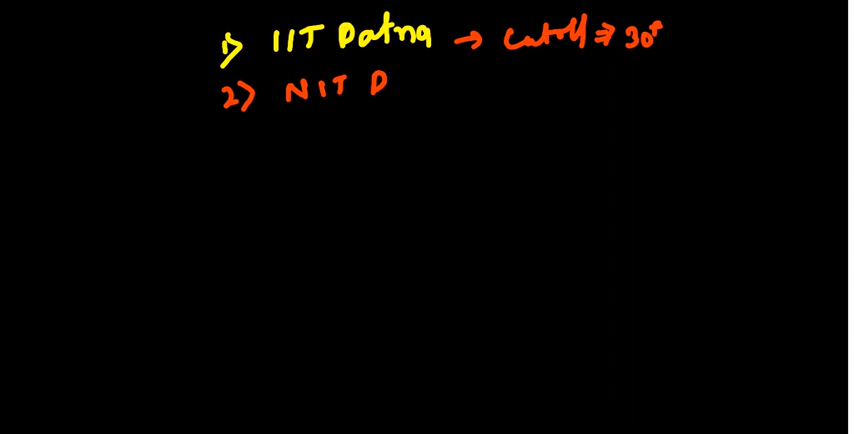 1) IIT Patna → Cutoff ⇒ 30+
2) NIT P